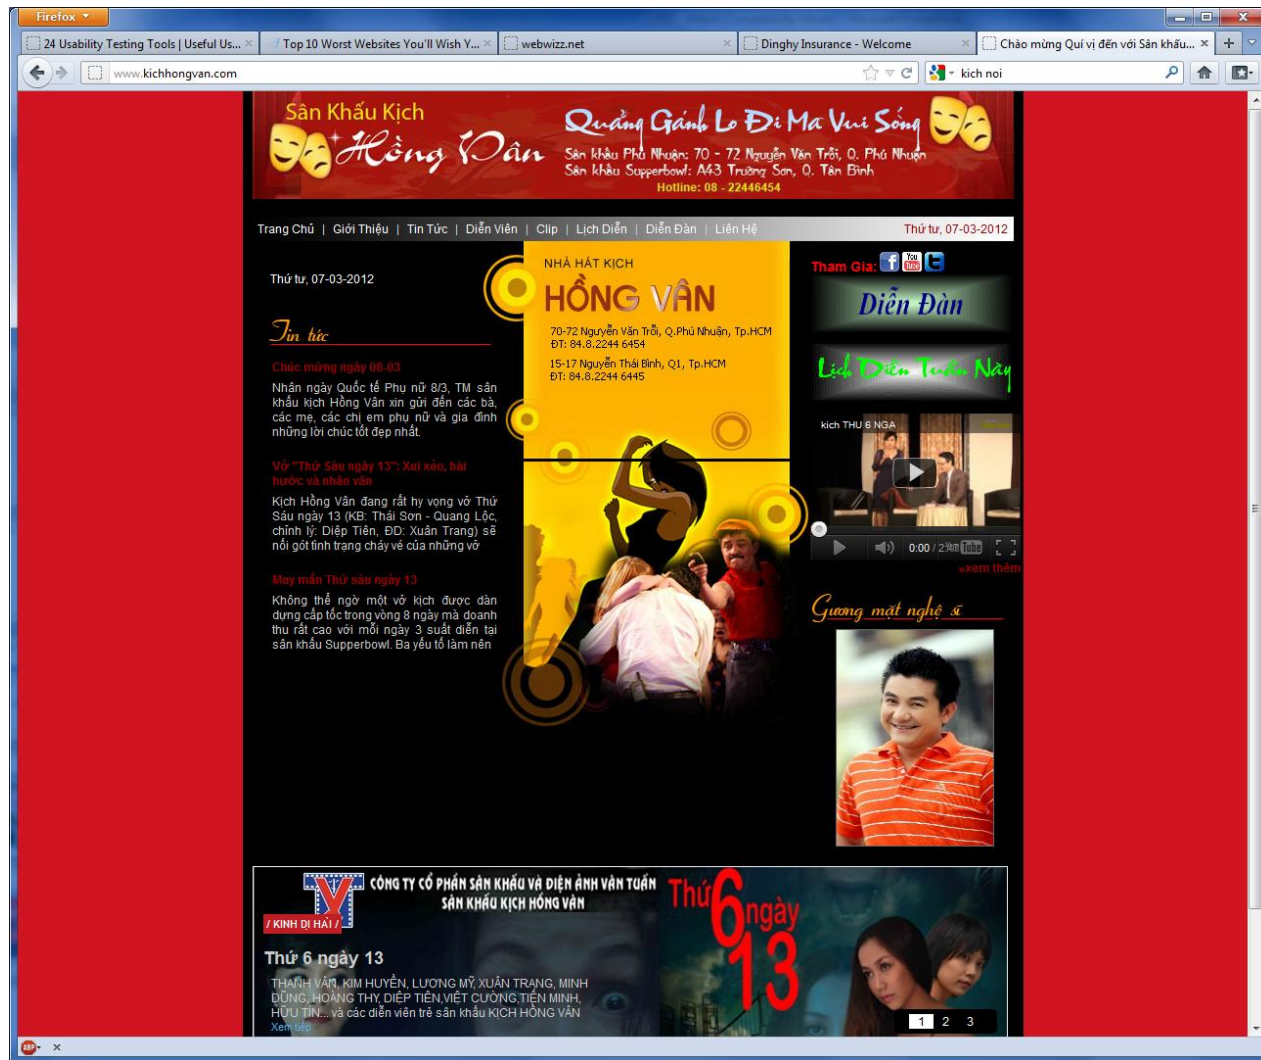 Firefox
24 Usability Testing Tools | Useful Us...
Top 10 Worst Websites You'll Wish Y...
webwizz.net
Dinghy Insurance - Welcome
Chào mừng Quí vị đến với Sân khấu...
www.kichhongvan.com
kich noi
Sân Khấu Kịch
Hồng Vân
Quẳng Gánh Lo Đi Mà Vui Sống
Sân khấu Phú Nhuận: 70 - 72 Nguyễn Văn Trỗi, Q. Phú Nhuận
Sân khấu Supperbowl: A43 Trường Sơn, Q. Tân Bình
Hotline: 08 - 22446454
Trang Chủ | Giới Thiệu | Tin Tức | Diễn Viên | Clip | Lịch Diễn | Diễn Đàn | Liên Hệ
Thứ tư, 07-03-2012
Thứ tư, 07-03-2012
Tin tức
Chúc mừng ngày 08-03
Nhân ngày Quốc tế Phụ nữ 8/3, TM sân
khấu kịch Hồng Vân xin gửi đến các bà,
các mẹ, các chị em phụ nữ và gia đình
những lời chúc tốt đẹp nhất.
Vở "Thứ Sáu ngày 13": Xui xẻo, hài
hước và nhân văn
Kịch Hồng Vân đang rất hy vọng vở Thứ
Sáu ngày 13 (KB: Thái Sơn - Quang Lộc,
chỉnh lý: Diệp Tiên, ĐD: Xuân Trang) sẽ
nối gót tình trạng cháy vé của những vở
May mắn Thứ sáu ngày 13
Không thể ngờ một vở kịch được dàn
dựng cấp tốc trong vòng 8 ngày mà doanh
thu rất cao với mỗi ngày 3 suất diễn tại
sân khấu Supperbowl. Ba yếu tố làm nên
NHÀ HÁT KỊCH
HỒNG VÂN
70-72 Nguyễn Văn Trỗi, Q.Phú Nhuận, Tp.HCM
ĐT: 84.8.2244 6454
15-17 Nguyễn Thái Bình, Q1, Tp.HCM
ĐT: 84.8.2244 6445
Tham Gia:
You Tube
Diễn Đàn
Lịch Diễn Tuần Này
kich THU 6 NGA
0:00 / 2
You Tube
»xem thêm
Gương mặt nghệ sĩ
CÔNG TY CỔ PHẦN SÂN KHẤU VÀ DIỆN ẢNH VÂN TUẤN
SÂN KHẤU KỊCH HỒNG VÂN
/ KINH DỊ HÀI /
Thứ 6 ngày 13
THANH VÂN, KIM HUYỀN, LƯƠNG MỸ, XUÂN TRANG, MINH
DŨNG, HOÀNG THY, DIỆP TIÊN,VIỆT CƯỜNG,TIẾN MINH,
HỮU TÍN... và các diễn viên trẻ sân khấu KỊCH HỒNG VÂN
Xem tiếp
Thứ 6 ngày 13
1 2 3
ABP